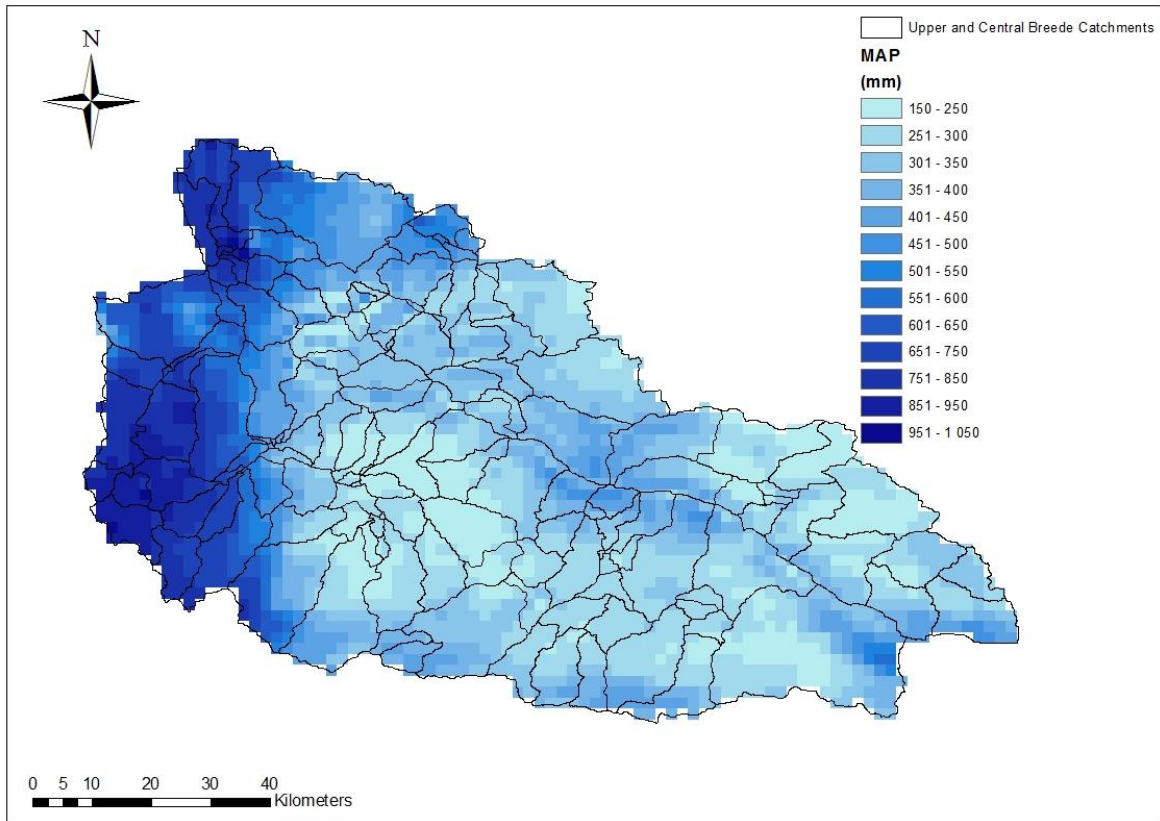 N
Upper and Central Breede Catchments
MAP
(mm)
150 - 250
251 - 300
301 - 350
351 - 400
401 - 450
451 - 500
501 - 550
551 - 600
601 - 650
651 - 750
751 - 850
851 - 950
951 - 1 050
0 5 10 20 30 40
Kilometers